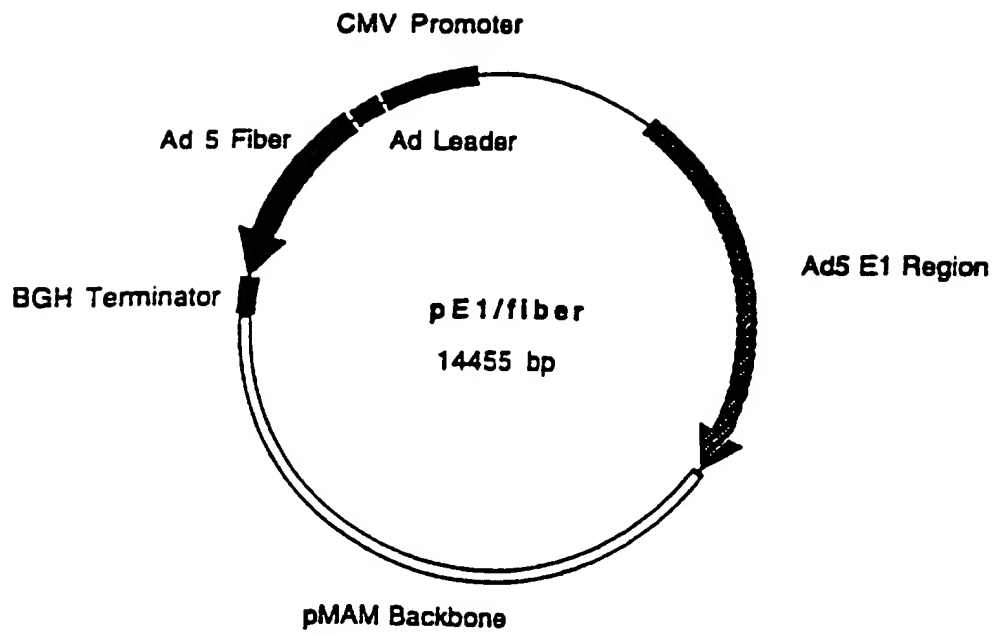 CMV Promoter
Ad 5 Fiber
Ad Leader
Ad5 E1 Region
BGH Terminator
pE1/fiber
14455 bp
pMAM Backbone